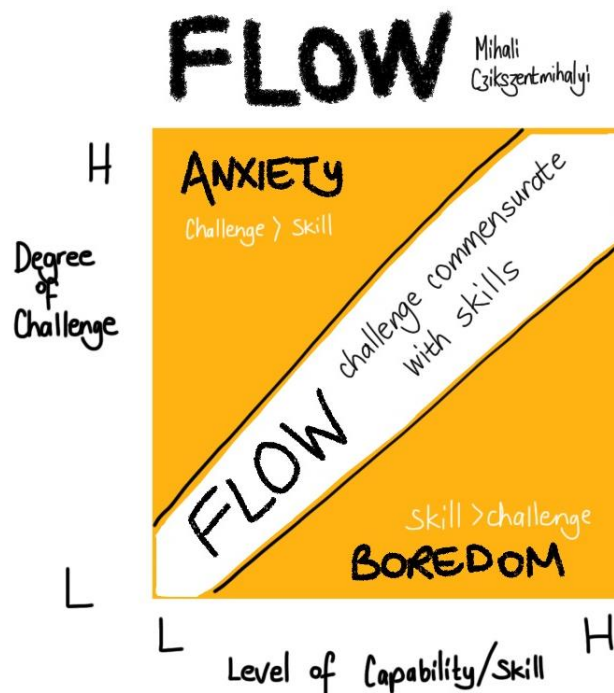 FLOW
Mihali
Czikszentmihalyi
H
ANXIETY
Challenge > Skill
Degree
of
Challenge
challenge commensurate
with skills
FLOW
Skill > challenge
BOREDOM
L
L
H
Level of Capability/Skill